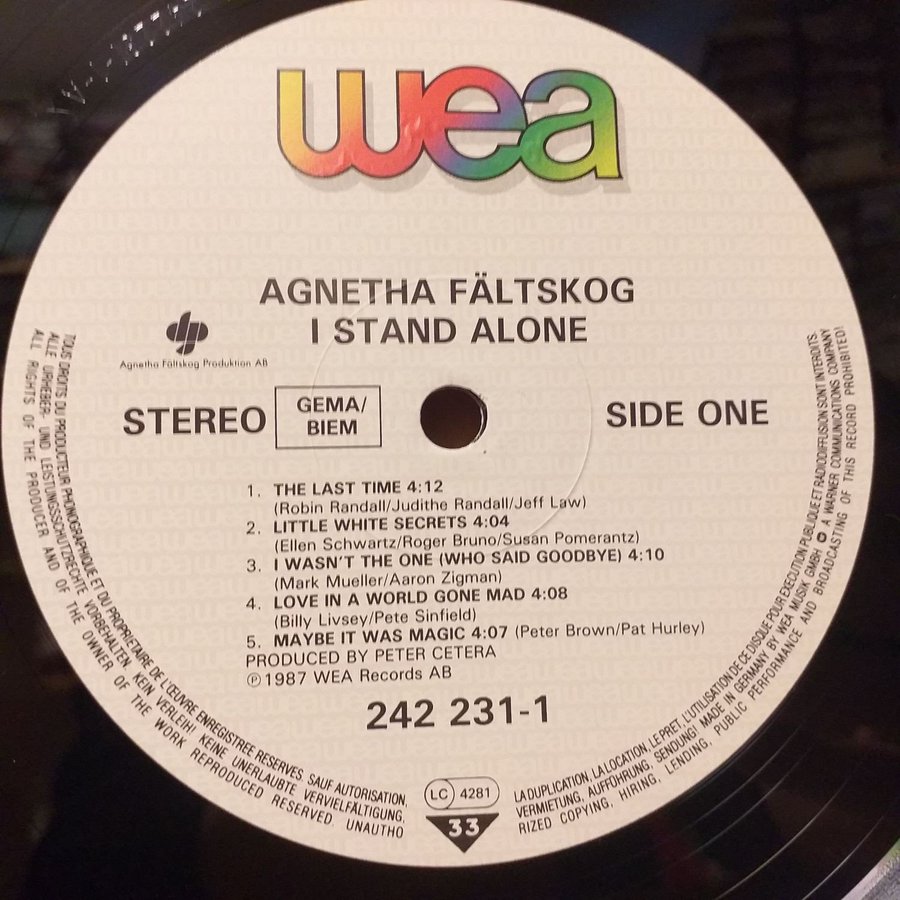 wea
AGNETHA FÄLTSKOG
I STAND ALONE
Agnetha Fältskog Produktion AB
STEREO
GEMA/
BIEM
SIDE ONE
1. THE LAST TIME 4:12
(Robin Randall/Judithe Randall/Jeff Law)
2. LITTLE WHITE SECRETS 4:04
(Ellen Schwartz/Roger Bruno/Susan Pomerantz)
3. I WASN'T THE ONE (WHO SAID GOODBYE) 4:10
(Mark Mueller/Aaron Zigman)
4. LOVE IN A WORLD GONE MAD 4:08
(Billy Livsey/Pete Sinfield)
5. MAYBE IT WAS MAGIC 4:07 (Peter Brown/Pat Hurley)
PRODUCED BY PETER CETERA
℗ 1987 WEA Records AB
242 231-1
LC 4281
33
TOUS DROITS DU PRODUCTEUR PHONOGRAPHIQUE ET DU PROPRIETAIRE DE L'ŒUVRE ENREGISTREE RESERVES. SAUF AUTORISATION, LA DUPLICATION, LA LOCATION, LE PRET, L'UTILISATION DE CE DISQUE POUR EXECUTION PUBLIQUE ET RADIODIFFUSION SONT INTERDITS.
ALLE URHEBER- UND LEISTUNGSSCHUTZRECHTE VORBEHALTEN. KEIN VERLEIH! KEINE UNERLAUBTE VERVIELFÄLTIGUNG, VERMIETUNG, AUFFÜHRUNG, SENDUNG! MADE IN GERMANY BY WEA MUSIK GMBH A WARNER COMMUNICATIONS COMPANY
ALL RIGHTS OF THE PRODUCER AND OF THE OWNER OF THE WORK REPRODUCED RESERVED. UNAUTHORIZED COPYING, HIRING, LENDING, PUBLIC PERFORMANCE AND BROADCASTING OF THIS RECORD PROHIBITED!